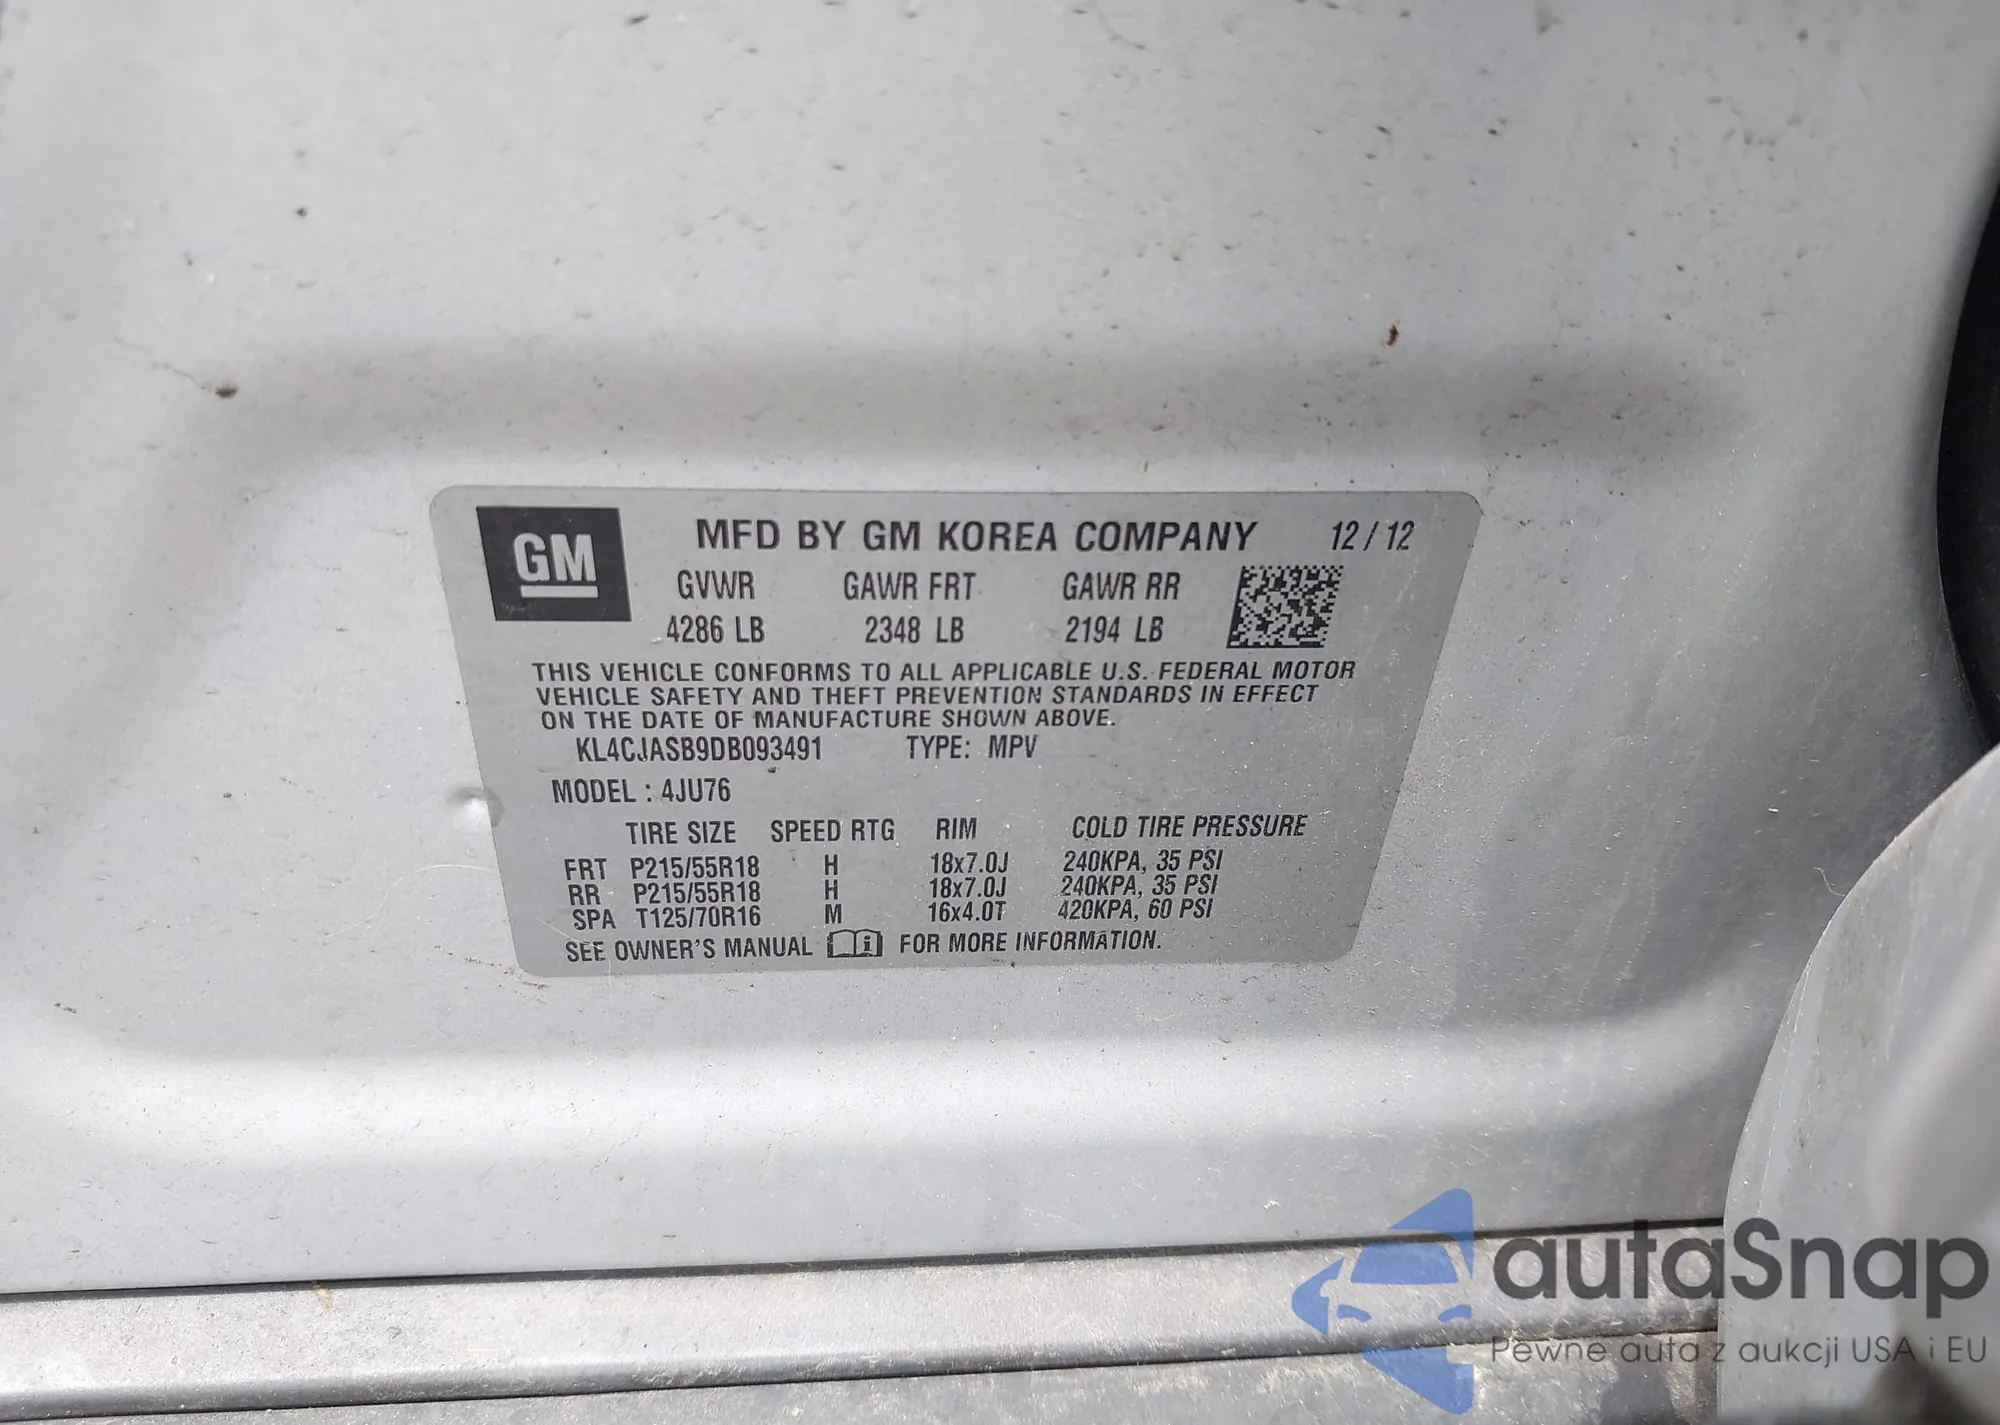 GM
MFD BY GM KOREA COMPANY 12 / 12
GVWR GAWR FRT GAWR RR
4286 LB 2348 LB 2194 LB
THIS VEHICLE CONFORMS TO ALL APPLICABLE U.S. FEDERAL MOTOR
VEHICLE SAFETY AND THEFT PREVENTION STANDARDS IN EFFECT
ON THE DATE OF MANUFACTURE SHOWN ABOVE.
KL4CJASB9DB093491 TYPE: MPV
MODEL : 4JU76
TIRE SIZE SPEED RTG RIM COLD TIRE PRESSURE
FRT P215/55R18 H 18x7.0J 240KPA, 35 PSI
RR P215/55R18 H 18x7.0J 240KPA, 35 PSI
SPA T125/70R16 M 16x4.0T 420KPA, 60 PSI
SEE OWNER'S MANUAL i FOR MORE INFORMATION.
autaSnap
Pewne auta z aukcji USA i EU